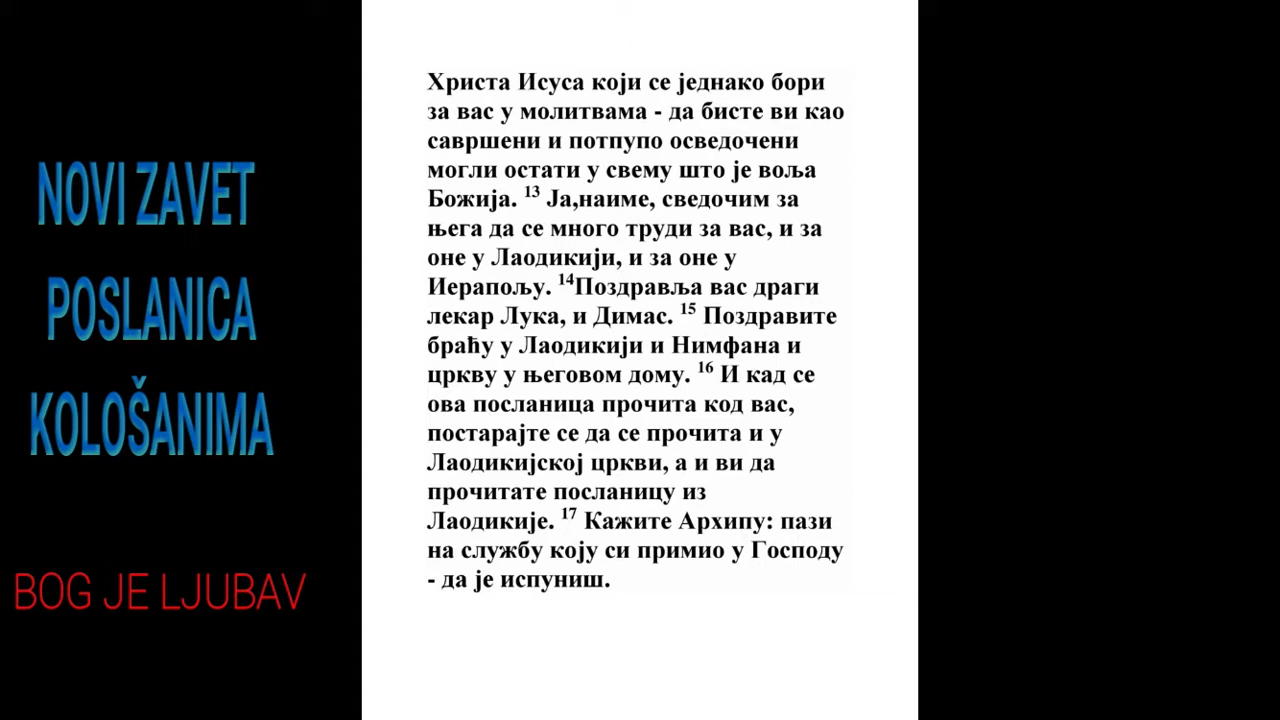 NOVI ZAVET
POSLANICA
KOLOŠANIMA
BOG JE LJUBAV
Христа Исуса који се једнако бори
за вас у молитвама - да бисте ви као
савршени и потпупо осведочени
могли остати у свему што је воља
Божија. 13 Ја,наиме, сведочим за
њега да се много труди за вас, и за
оне у Лаодикији, и за оне у
Иерапољу. 14Поздравља вас драги
лекар Лука, и Димас. 15 Поздравите
браћу у Лаодикији и Нимфана и
цркву у његовом дому. 16 И кад се
ова посланица прочита код вас,
постарајте се да се прочита и у
Лаодикијској цркви, а и ви да
прочитате посланицу из
Лаодикије. 17 Кажите Архипу: пази
на службу коју си примио у Господу
- да је испуниш.